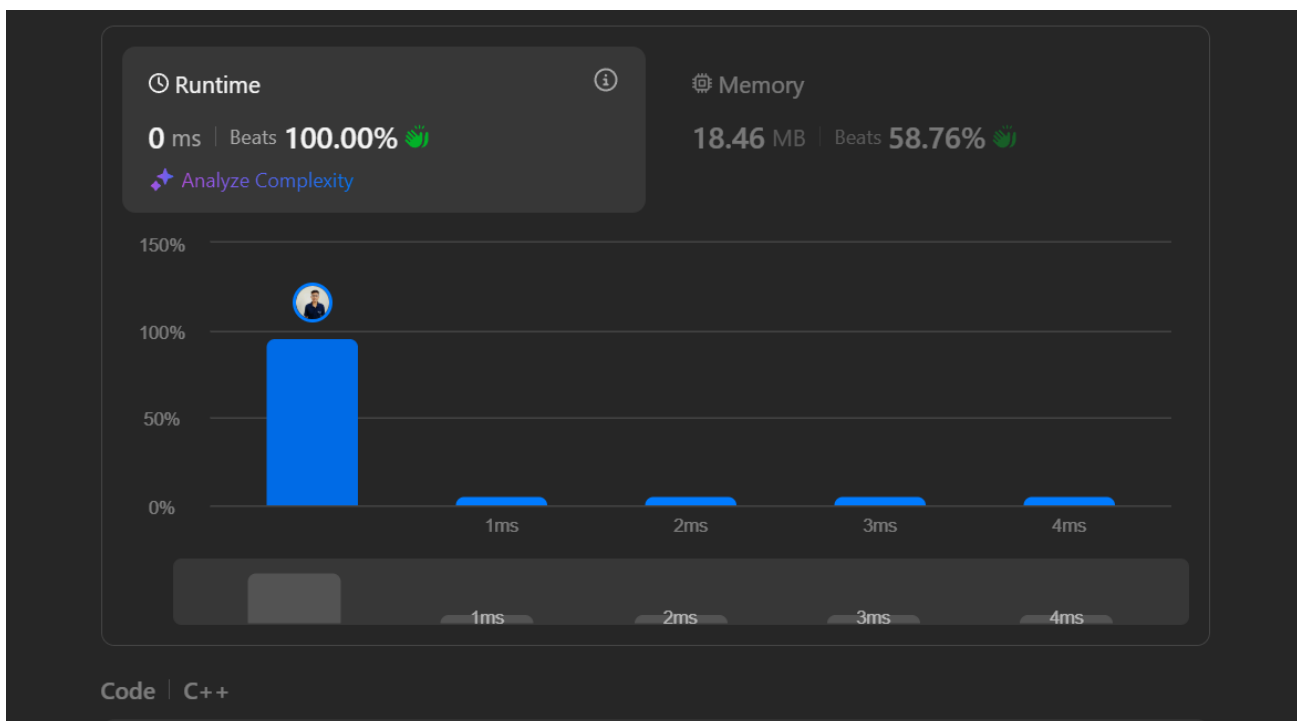 Runtime
0 ms | Beats 100.00%
Analyze Complexity
Memory
18.46 MB | Beats 58.76%
150%
100%
50%
0%
1ms 2ms 3ms 4ms
1ms 2ms 3ms 4ms
Code | C++